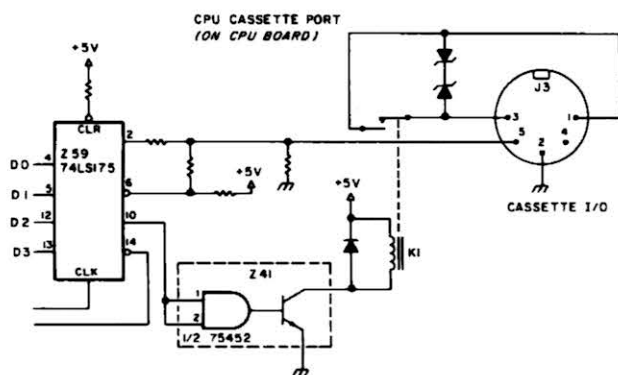 CPU CASSETTE PORT
(ON CPU BOARD)
+5V
J3
3
1
5
4
2
CLR
2
Z59
74LS175
D0
4
6
+5V
D1
5
+5V
CASSETTE I/O
D2
12
10
D3
13
14
K1
CLK
Z41
1
2
1/2 75452